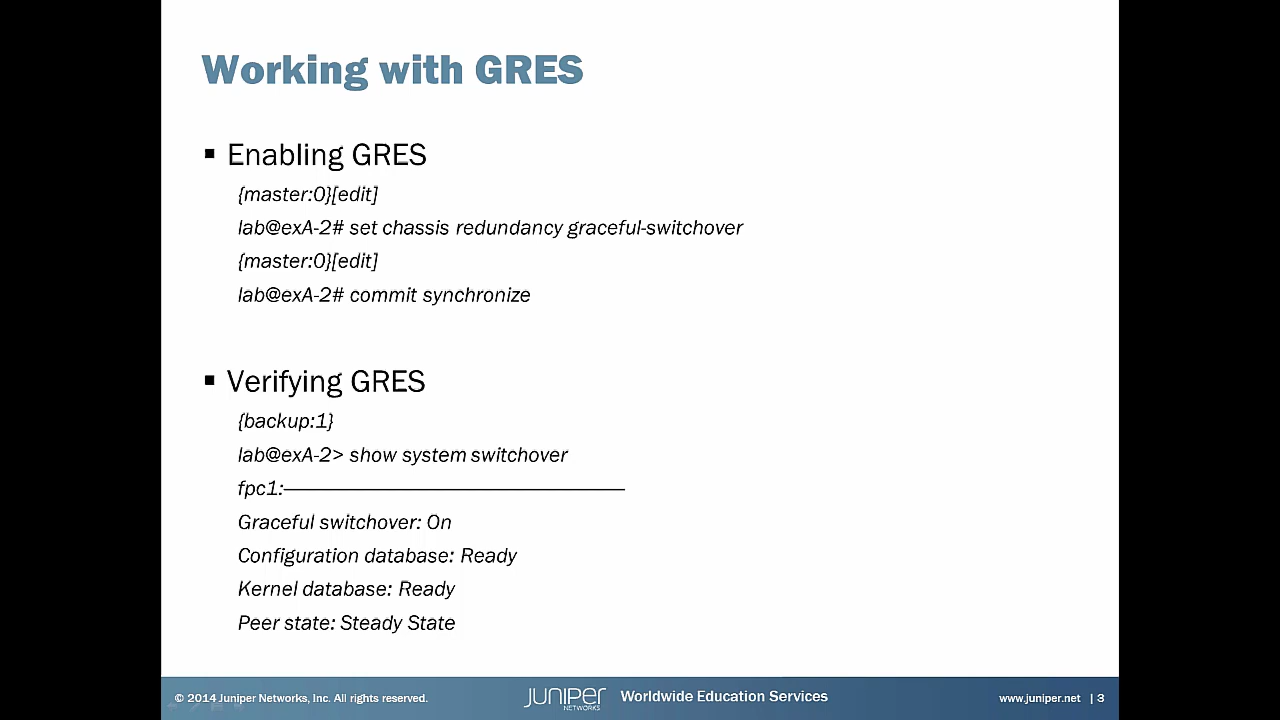 Working with GRES
▪ Enabling GRES
{master:0}[edit]
lab@exA-2# set chassis redundancy graceful-switchover
{master:0}[edit]
lab@exA-2# commit synchronize
▪ Verifying GRES
{backup:1}
lab@exA-2> show system switchover
fpc1:——————————————————
Graceful switchover: On
Configuration database: Ready
Kernel database: Ready
Peer state: Steady State
© 2014 Juniper Networks, Inc. All rights reserved.
JUNIPER
NETWORKS
Worldwide Education Services
www.juniper.net | 3